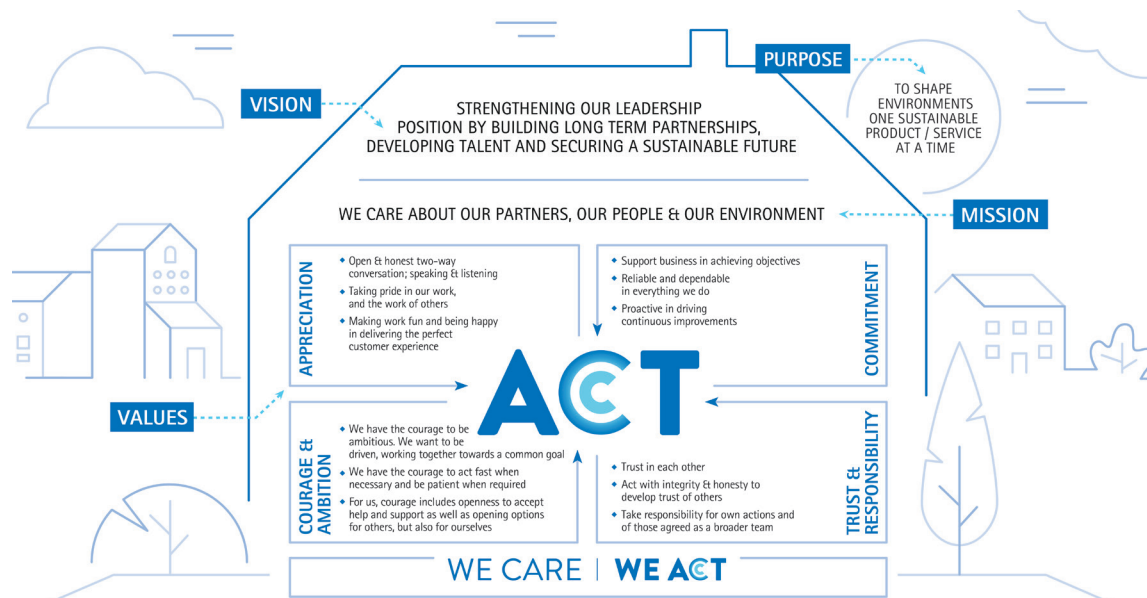 PURPOSE
TO SHAPE
ENVIRONMENTS
ONE SUSTAINABLE
PRODUCT / SERVICE
AT A TIME
VISION
STRENGTHENING OUR LEADERSHIP
POSITION BY BUILDING LONG TERM PARTNERSHIPS,
DEVELOPING TALENT AND SECURING A SUSTAINABLE FUTURE
WE CARE ABOUT OUR PARTNERS, OUR PEOPLE & OUR ENVIRONMENT
MISSION
VALUES
APPRECIATION
◆ Open & honest two-way
conversation; speaking & listening
◆ Taking pride in our work,
and the work of others
◆ Making work fun and being happy
in delivering the perfect
customer experience
COMMITMENT
◆ Support business in achieving objectives
◆ Reliable and dependable
in everything we do
◆ Proactive in driving
continuous improvements
ACCT
COURAGE &
AMBITION
◆ We have the courage to be
ambitious. We want to be
driven, working together towards a common goal
◆ We have the courage to act fast when
necessary and be patient when required
◆ For us, courage includes openness to accept
help and support as well as opening options
for others, but also for ourselves
TRUST &
RESPONSIBILITY
◆ Trust in each other
◆ Act with integrity & honesty to
develop trust of others
◆ Take responsibility for own actions and
of those agreed as a broader team
WE CARE | WE ACCT